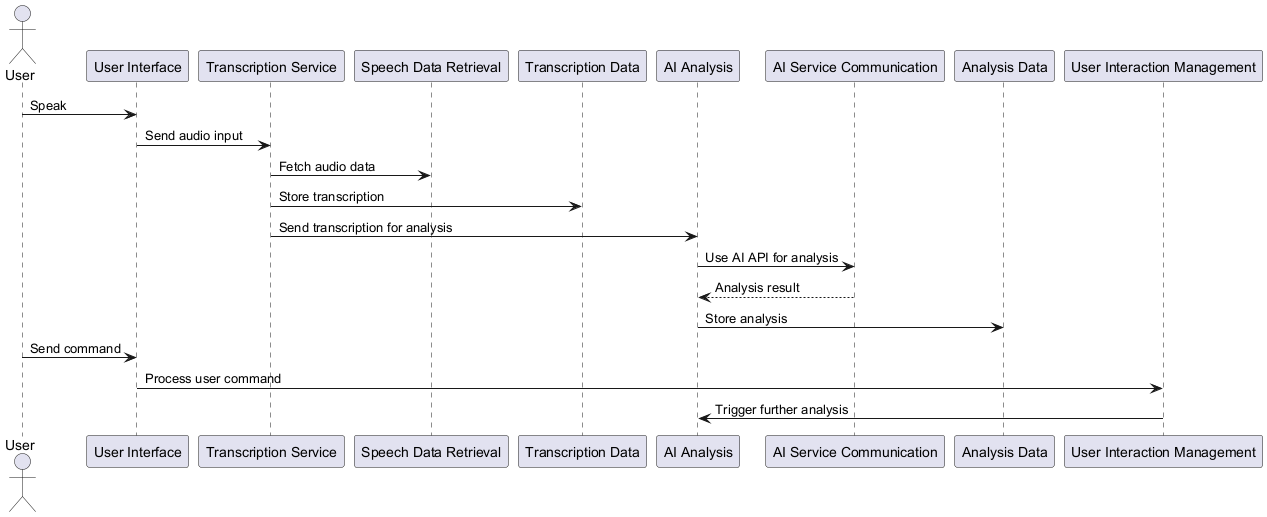 User
User Interface
Transcription Service
Speech Data Retrieval
Transcription Data
AI Analysis
AI Service Communication
Analysis Data
User Interaction Management
Speak
Send audio input
Fetch audio data
Store transcription
Send transcription for analysis
Use AI API for analysis
Analysis result
Store analysis
Send command
Process user command
Trigger further analysis
User
User Interface
Transcription Service
Speech Data Retrieval
Transcription Data
AI Analysis
AI Service Communication
Analysis Data
User Interaction Management